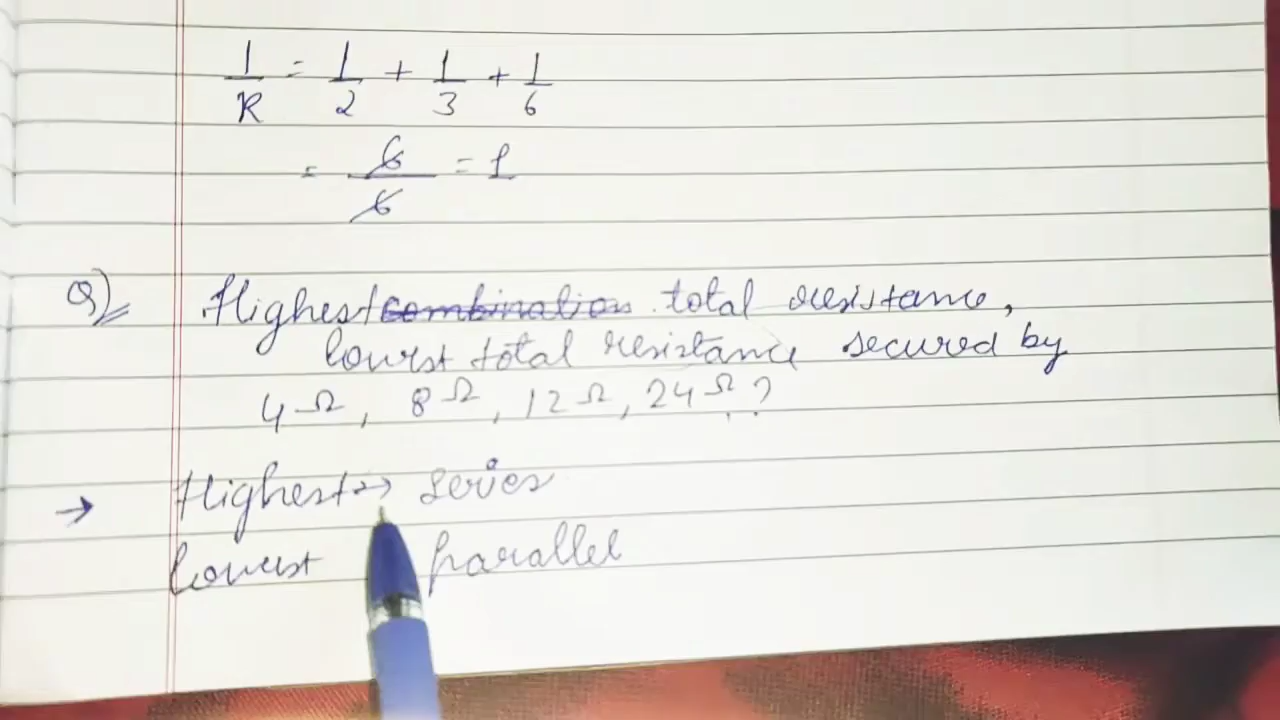 1/R = 1/2 + 1/3 + 1/6
= 6/6 = 1
Q) Highest combination total resistance,
lowest total resistance secured by
4Ω, 8Ω, 12Ω, 24Ω ?
→ Highest → series
lowest parallel